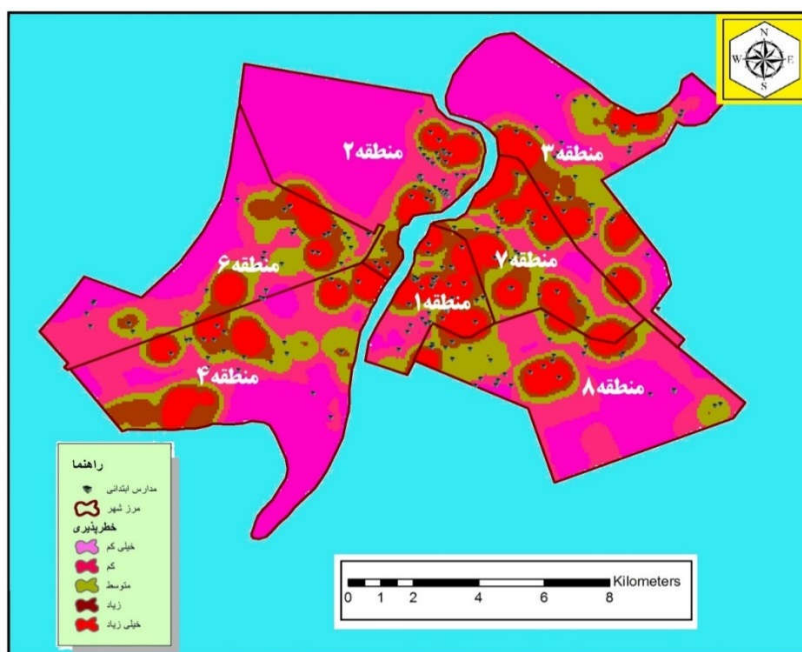 N
W E
S
منطقه ۲
منطقه ۳
منطقه ۶
منطقه ۷
منطقه ۱
منطقه ۴
منطقه ۸
راهنما
مدارس ابتدائی
مرز شهر
خطرپذیری
خیلی کم
کم
متوسط
زیاد
خیلی زیاد
Kilometers
0 1 2 4 6 8